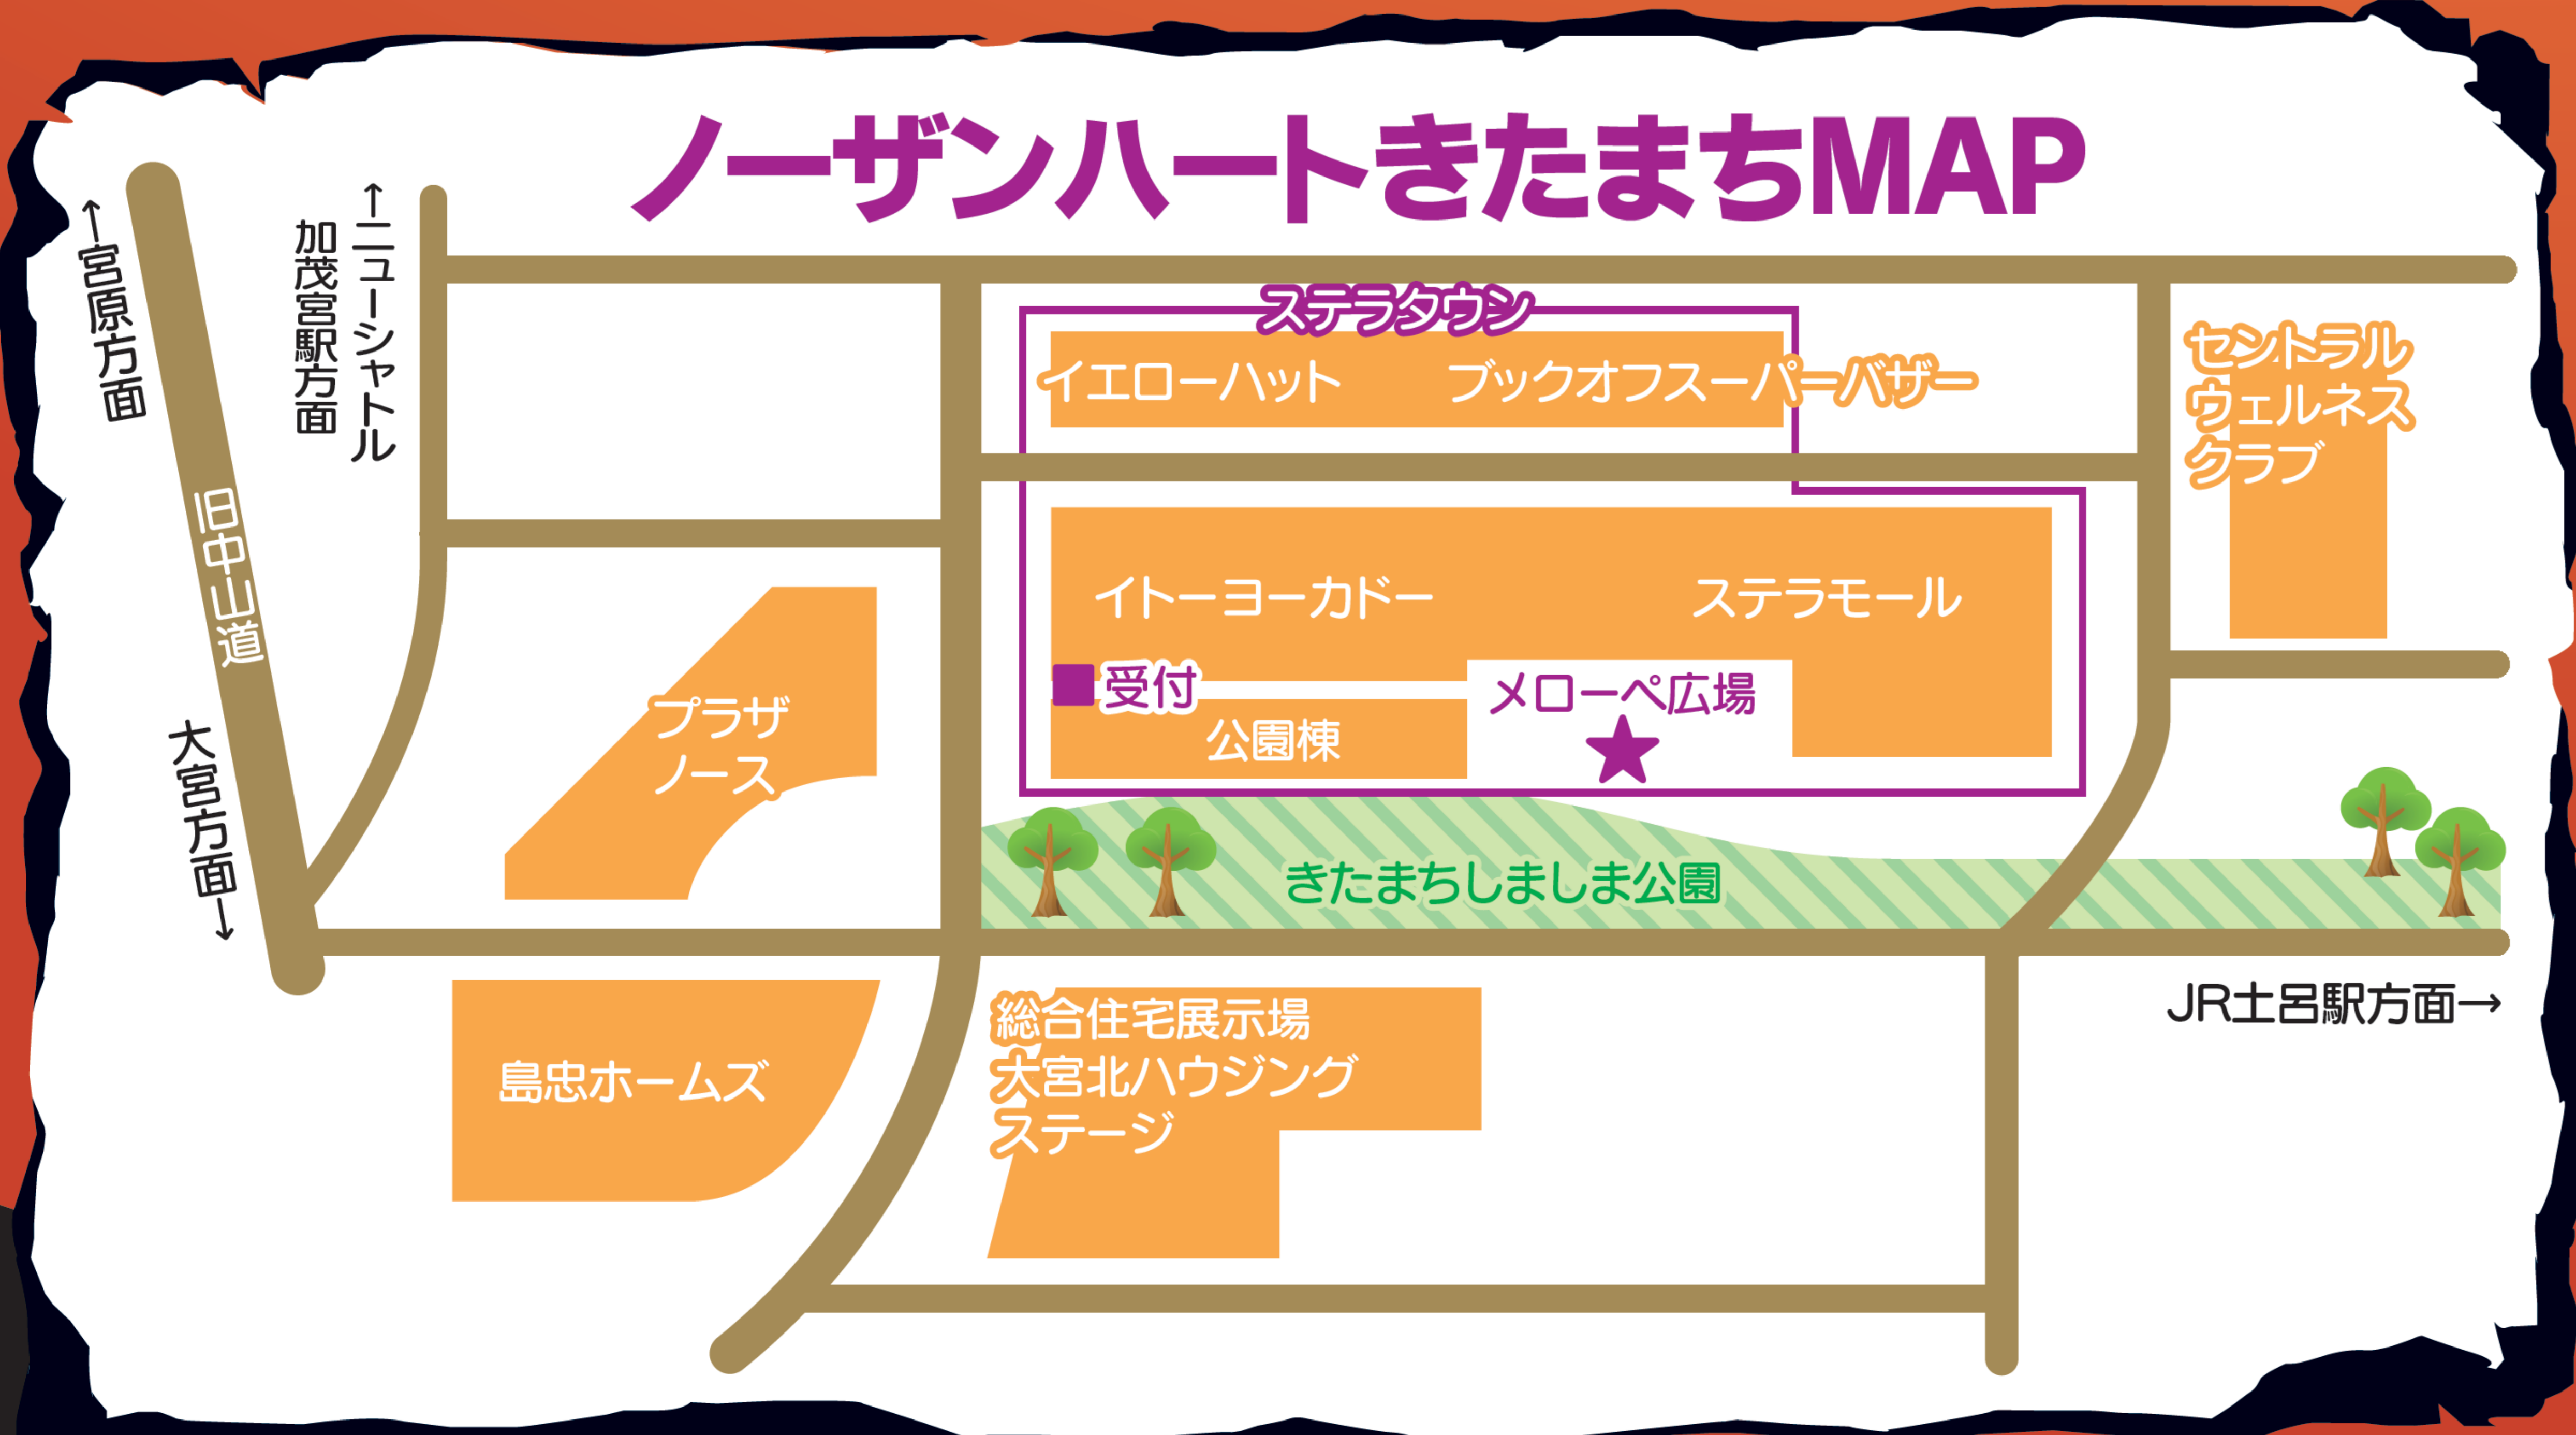 ノーザンハートきたまちMAP
↑宮原方面
↑ニューシャトル
加茂宮駅方面
旧中山道
大宮方面↓
ステラタウン
イエローハット
ブックオフスーパーバザー
セントラル
ウェルネス
クラブ
イトーヨーカドー
ステラモール
受付
メローペ広場
公園棟
プラザ
ノース
きたまちしましま公園
JR土呂駅方面→
島忠ホームズ
総合住宅展示場
大宮北ハウジング
ステージ